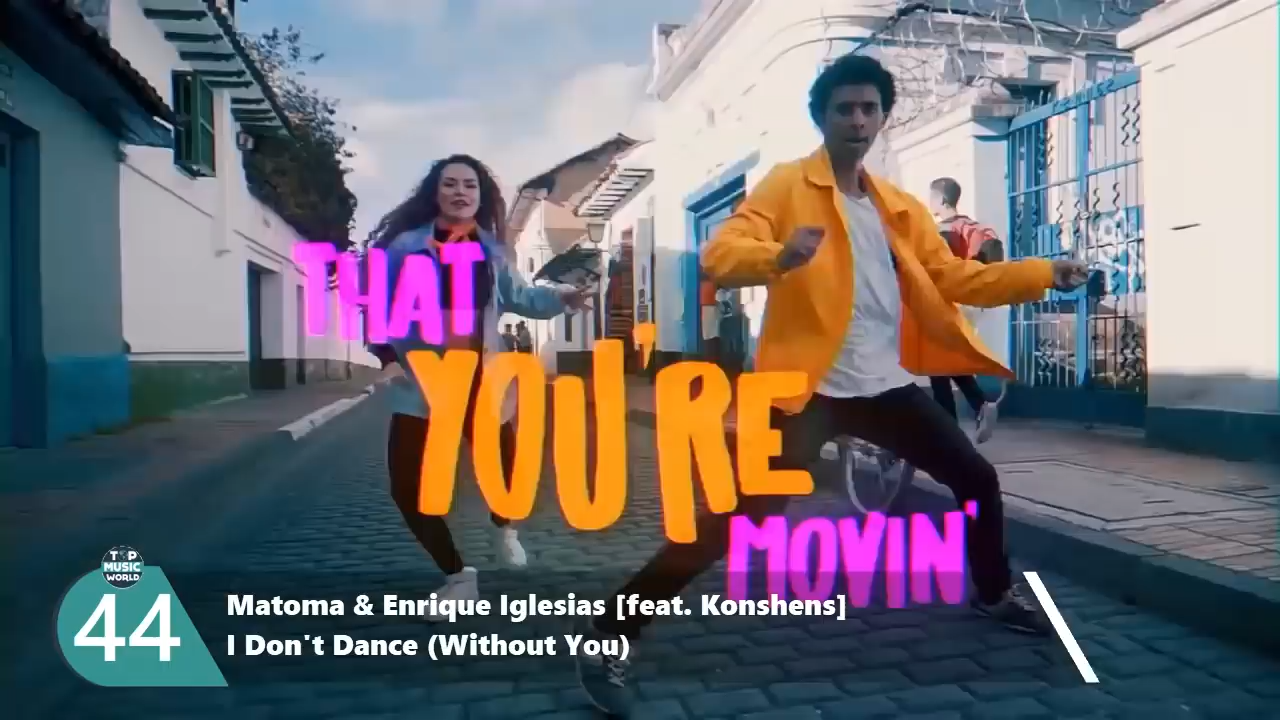 THAT
YOU'RE
MOVIN'
TOP
MUSIC
WORLD
44
Matoma & Enrique Iglesias [feat. Konshens]
I Don't Dance (Without You)